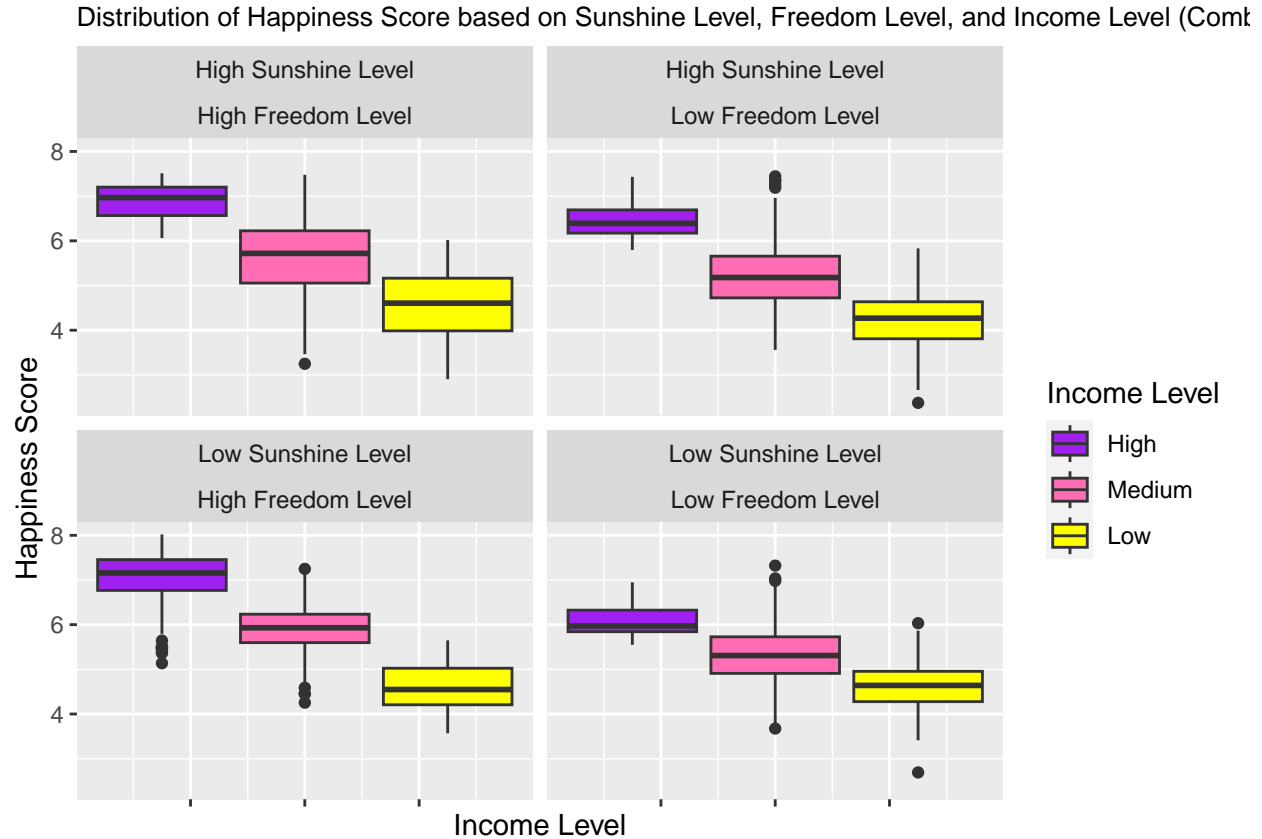 Distribution of Happiness Score based on Sunshine Level, Freedom Level, and Income Level (Comb
High Sunshine Level
High Freedom Level
High Sunshine Level
Low Freedom Level
8
6
4
Low Sunshine Level
High Freedom Level
Low Sunshine Level
Low Freedom Level
8
6
4
Happiness Score
Income Level
Income Level
High
Medium
Low